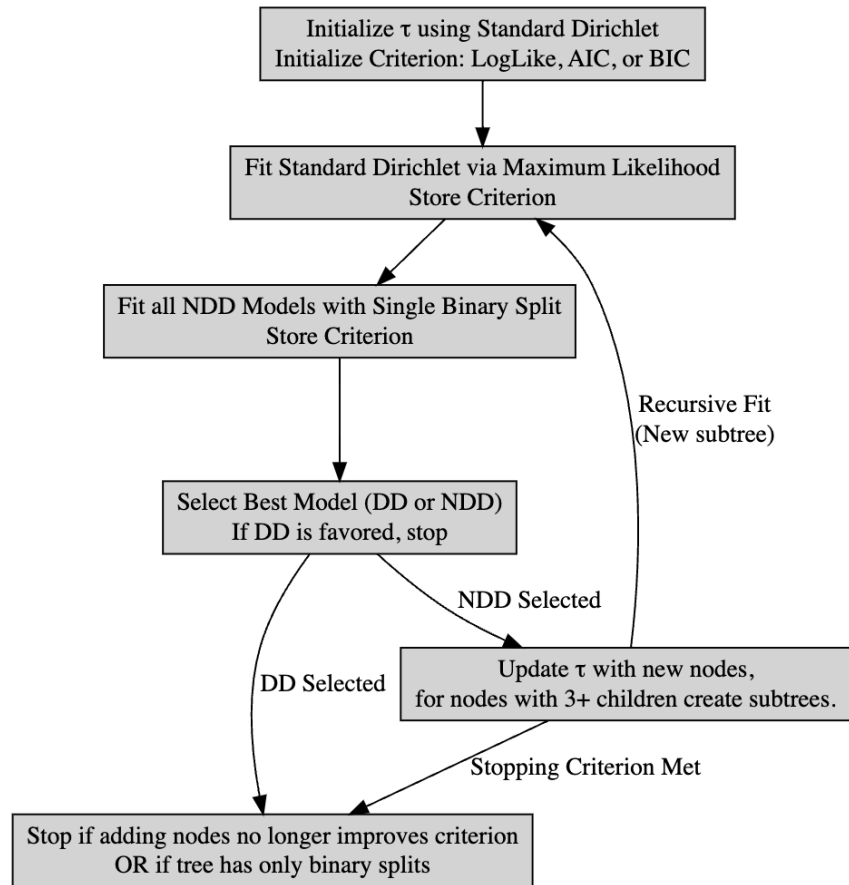 Initialize τ using Standard Dirichlet
Initialize Criterion: LogLike, AIC, or BIC
Fit Standard Dirichlet via Maximum Likelihood
Store Criterion
Fit all NDD Models with Single Binary Split
Store Criterion
Recursive Fit
(New subtree)
Select Best Model (DD or NDD)
If DD is favored, stop
NDD Selected
DD Selected
Update τ with new nodes,
for nodes with 3+ children create subtrees.
Stopping Criterion Met
Stop if adding nodes no longer improves criterion
OR if tree has only binary splits